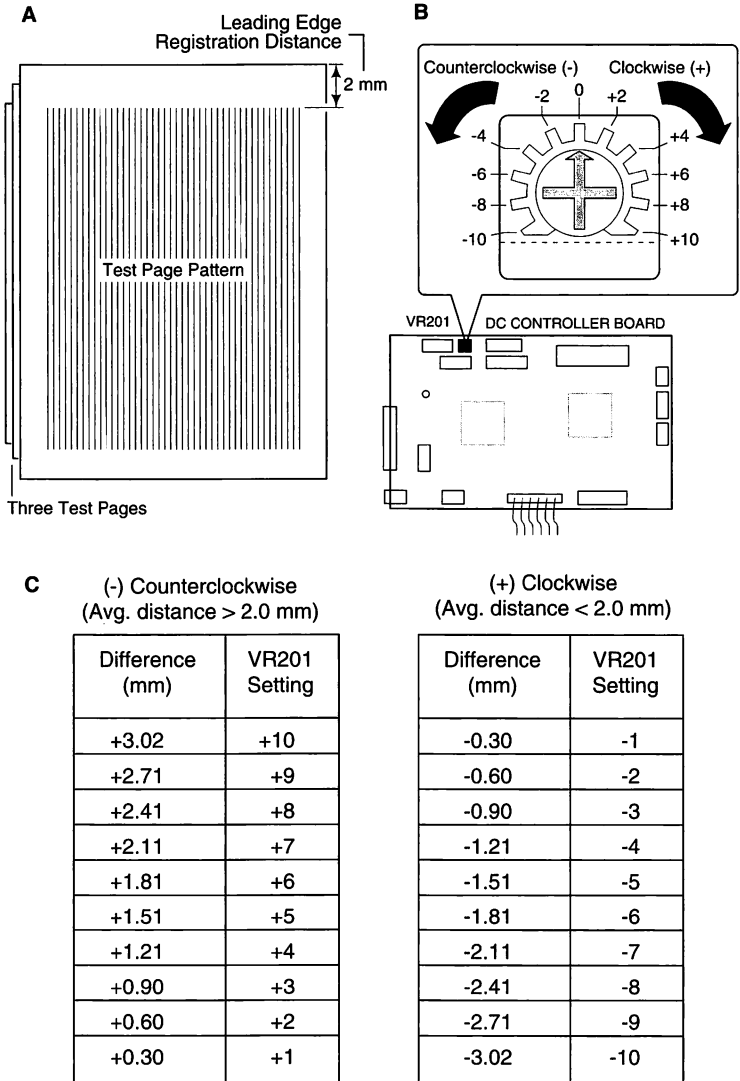 A
Leading Edge
Registration Distance
2 mm
Test Page Pattern
Three Test Pages
B
Counterclockwise (-)
Clockwise (+)
0
-2
+2
-4
+4
-6
+6
-8
+8
-10
+10
VR201
DC CONTROLLER BOARD
C
(-) Counterclockwise
(Avg. distance > 2.0 mm)
Difference (mm) VR201 Setting
+3.02 +10
+2.71 +9
+2.41 +8
+2.11 +7
+1.81 +6
+1.51 +5
+1.21 +4
+0.90 +3
+0.60 +2
+0.30 +1
(+) Clockwise
(Avg. distance < 2.0 mm)
Difference (mm) VR201 Setting
-0.30 -1
-0.60 -2
-0.90 -3
-1.21 -4
-1.51 -5
-1.81 -6
-2.11 -7
-2.41 -8
-2.71 -9
-3.02 -10